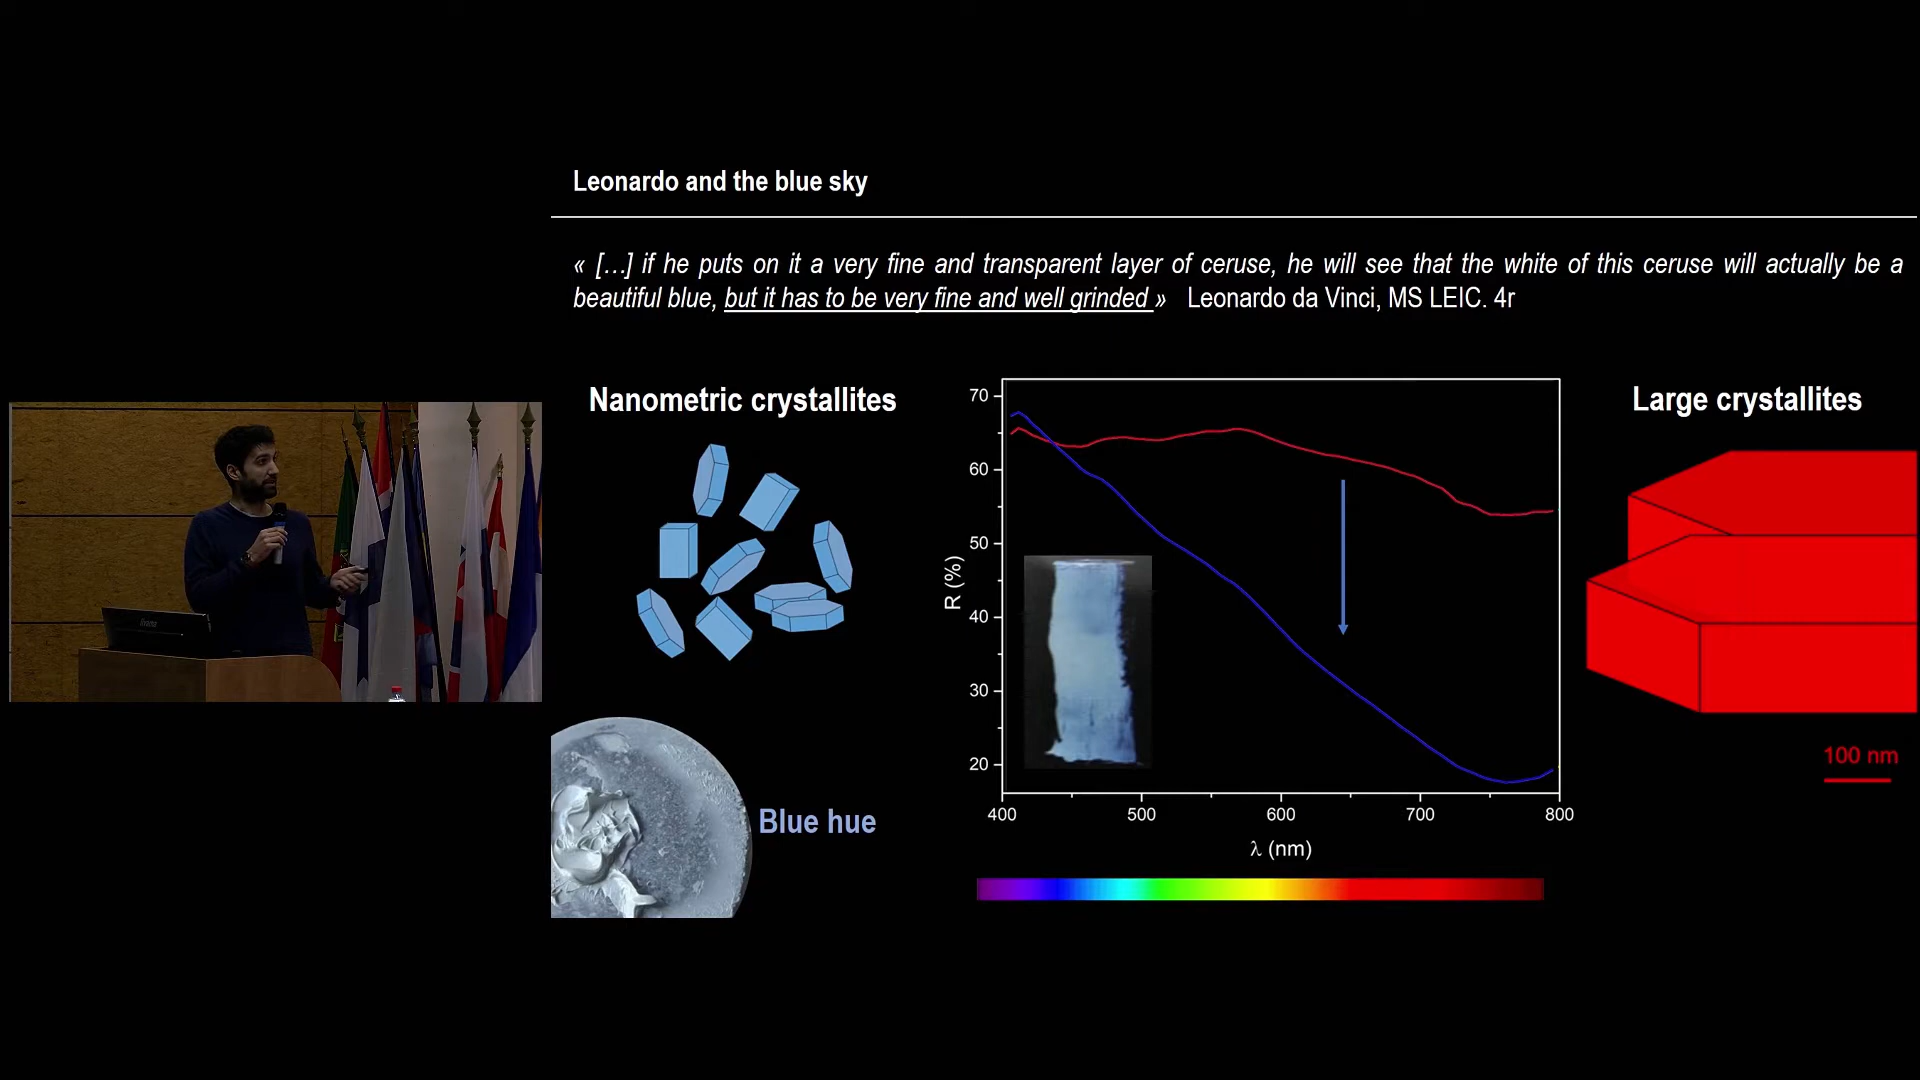 Leonardo and the blue sky
« […] if he puts on it a very fine and transparent layer of ceruse, he will see that the white of this ceruse will actually be a
beautiful blue, but it has to be very fine and well grinded » Leonardo da Vinci, MS LEIC. 4r
Nanometric crystallites
Large crystallites
70
60
50
40
30
20
R (%)
400 500 600 700 800
λ (nm)
100 nm
Blue hue